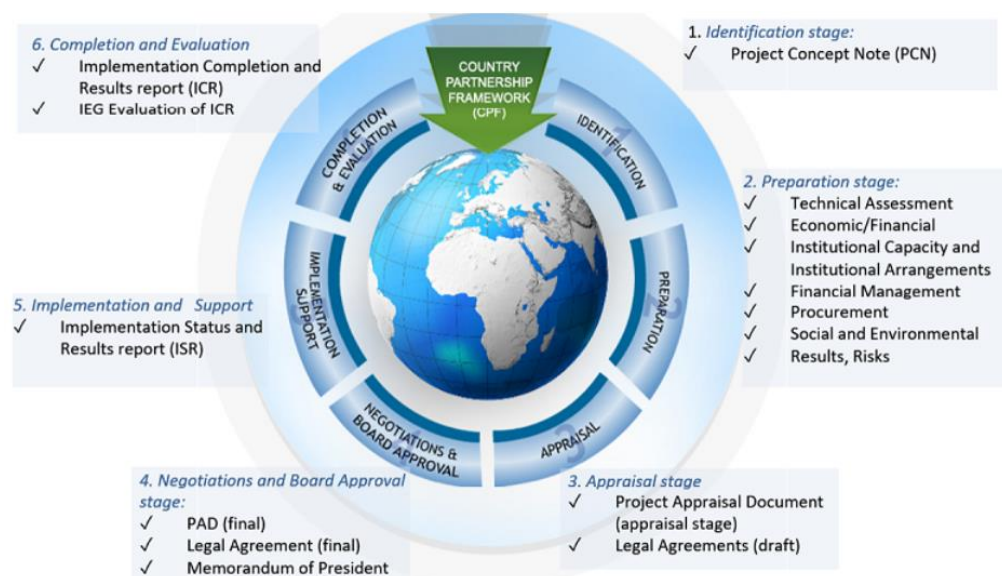 6. Completion and Evaluation
✓ Implementation Completion and
Results report (ICR)
✓ IEG Evaluation of ICR
COUNTRY
PARTNERSHIP
FRAMEWORK
(CPF)
1. Identification stage:
✓ Project Concept Note (PCN)
1
IDENTIFICATION
2. Preparation stage:
✓ Technical Assessment
✓ Economic/Financial
✓ Institutional Capacity and
Institutional Arrangements
✓ Financial Management
✓ Procurement
✓ Social and Environmental
✓ Results, Risks
2
PREPARATION
3
APPRAISAL
3. Appraisal stage
✓ Project Appraisal Document
(appraisal stage)
✓ Legal Agreements (draft)
4
NEGOTIATIONS &
BOARD APPROVAL
4. Negotiations and Board Approval
stage:
✓ PAD (final)
✓ Legal Agreement (final)
✓ Memorandum of President
IMPLEMENTATION
SUPPORT
5. Implementation and Support
✓ Implementation Status and
Results report (ISR)
COMPLETION
& EVALUATION